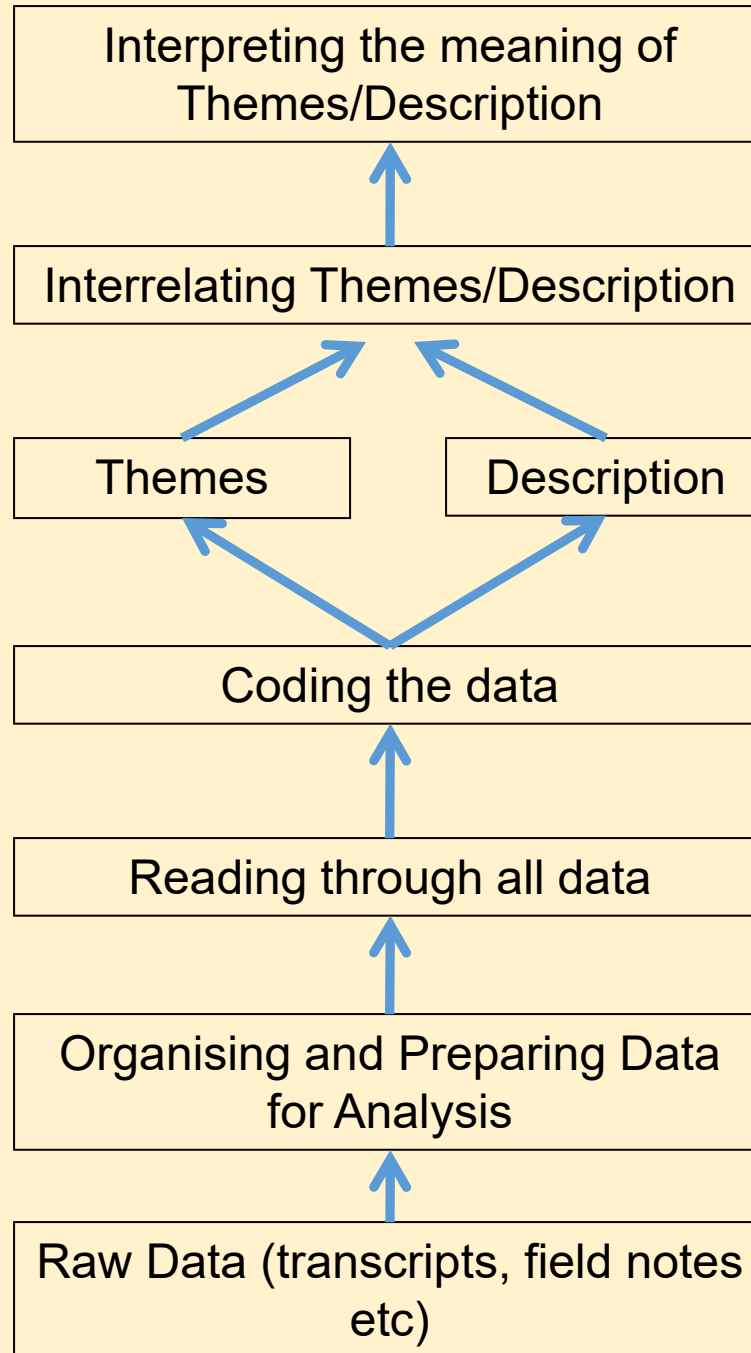 Interpreting the meaning of
Themes/Description
Interrelating Themes/Description
Themes
Description
Coding the data
Reading through all data
Organising and Preparing Data
for Analysis
Raw Data (transcripts, field notes
etc)